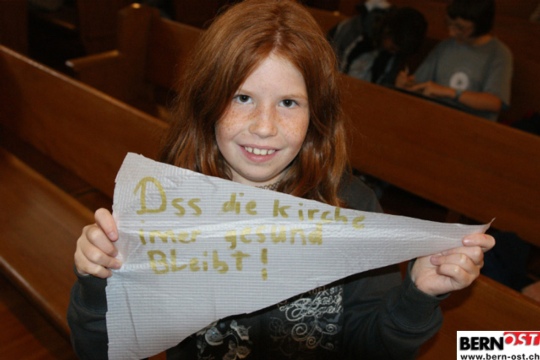 Dss die kirche
imer gesund
Bleibt!
BERNOST
www.bern-ost.ch